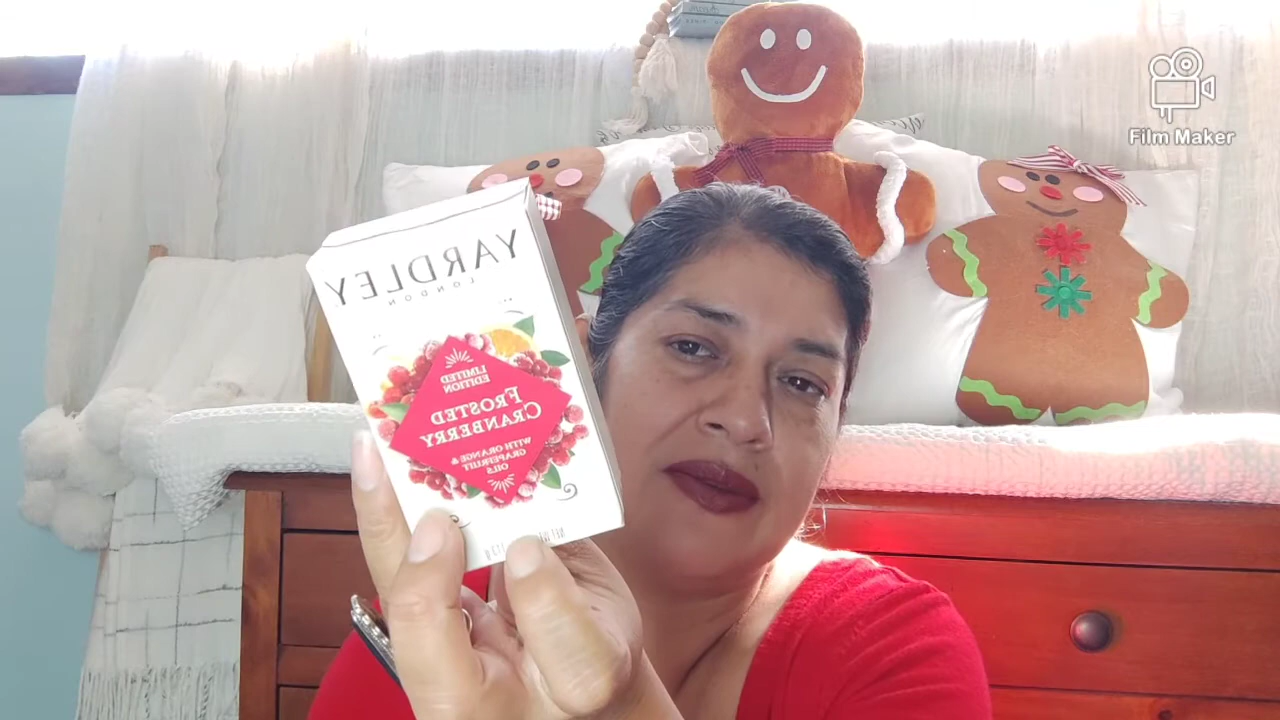 Film Maker
YARDLEY
LONDON
LIMITED
EDITION
FROSTED
CRANBERRY
WITH ORANGE &
GRAPEFRUIT
OILS